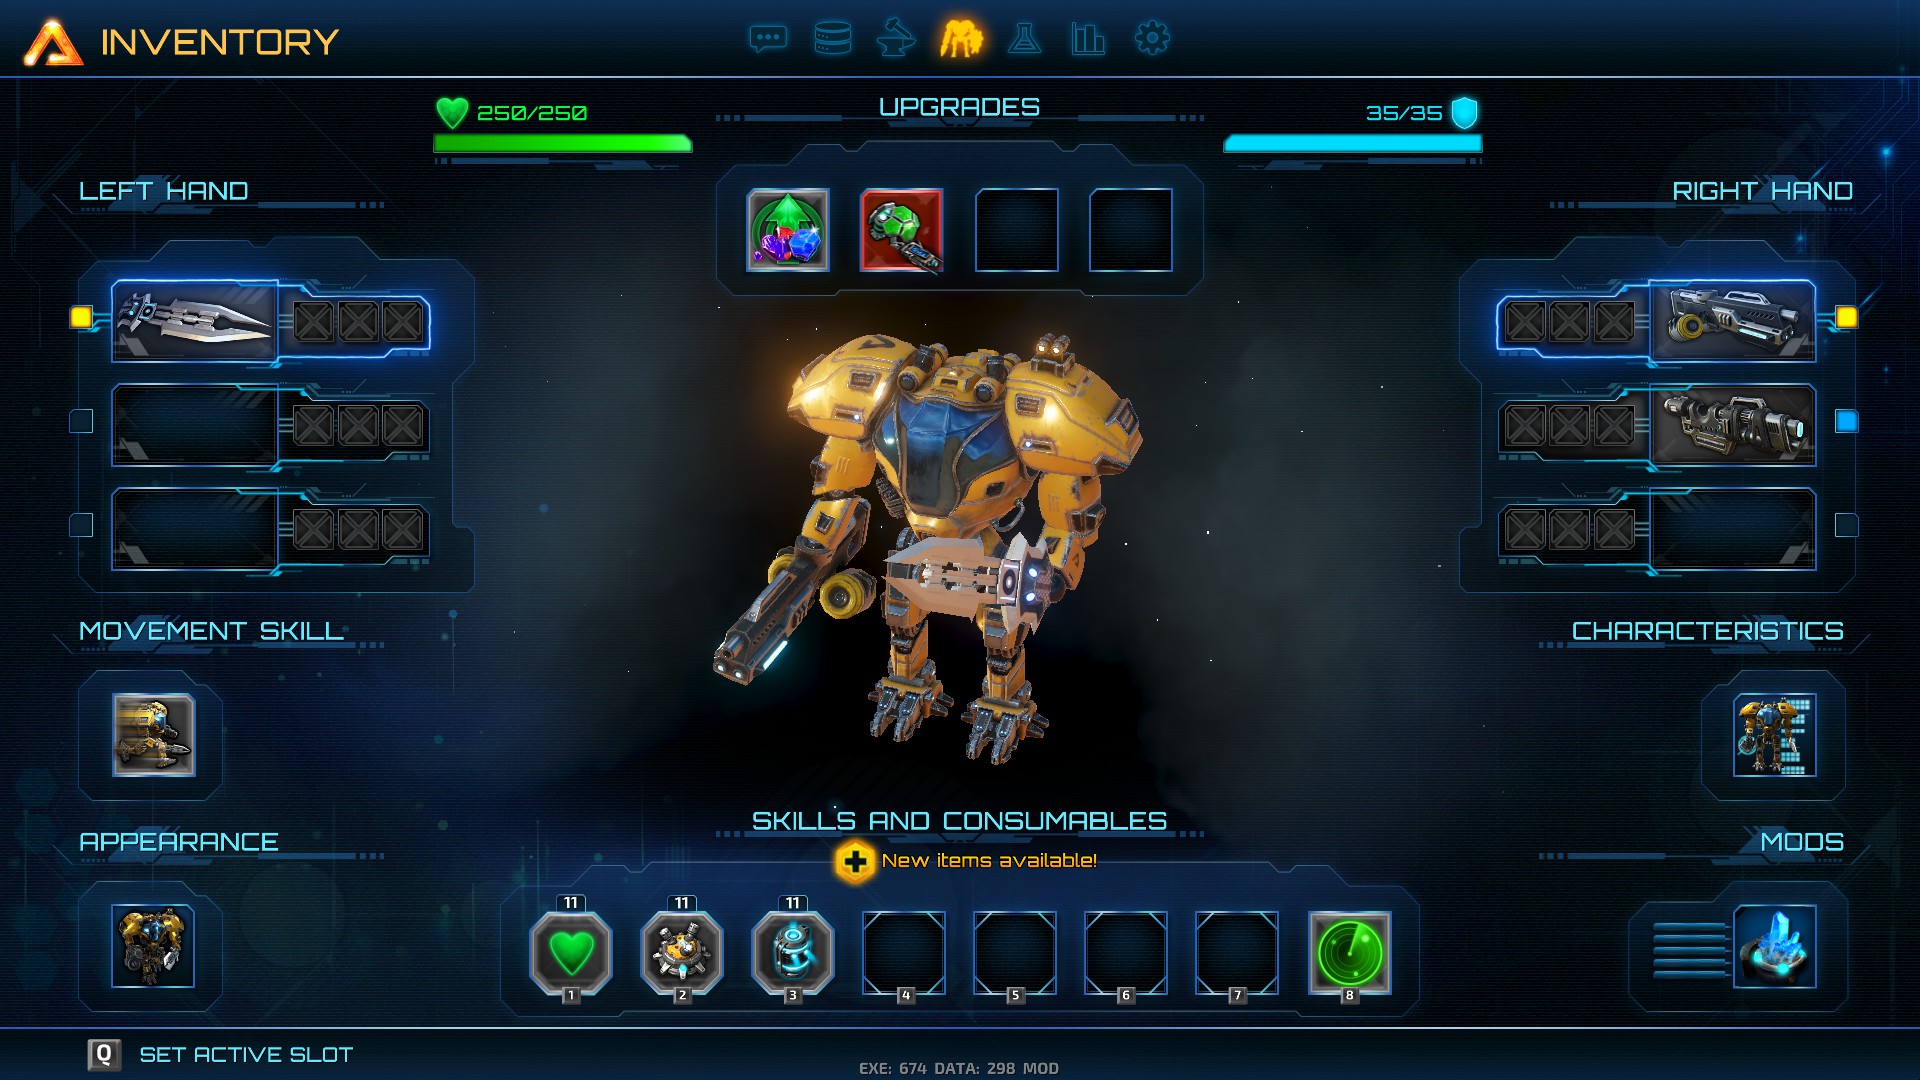 INVENTORY
250/250
UPGRADES
35/35
LEFT HAND
RIGHT HAND
MOVEMENT SKILL
CHARACTERISTICS
APPEARANCE
SKILLS AND CONSUMABLES
MODS
New items available!
11
11
11
1
2
3
4
5
6
7
8
Q SET ACTIVE SLOT
EXE: 674 DATA: 298 MOD